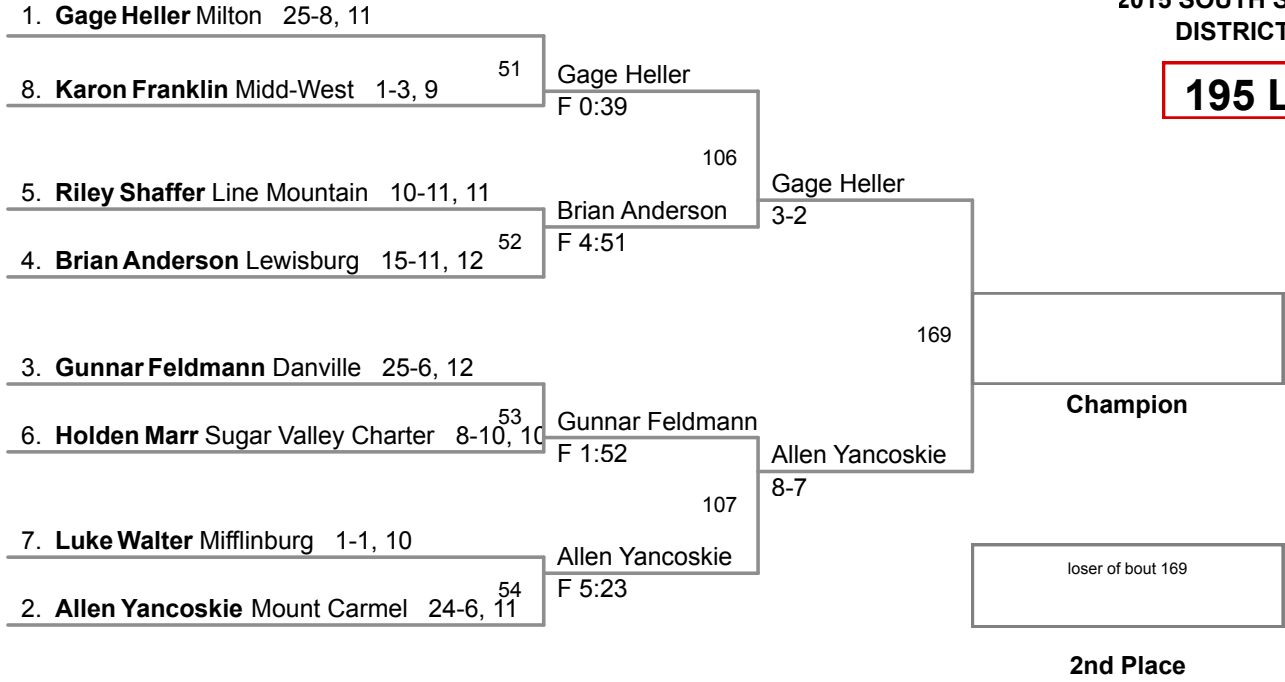 2015 SOUTH S
DISTRICT
195 L
1. Gage Heller Milton 25-8, 11
51
8. Karon Franklin Midd-West 1-3, 9
Gage Heller
F 0:39
106
5. Riley Shaffer Line Mountain 10-11, 11
52
4. Brian Anderson Lewisburg 15-11, 12
Brian Anderson
F 4:51
Gage Heller
3-2
169
3. Gunnar Feldmann Danville 25-6, 12
53
6. Holden Marr Sugar Valley Charter 8-10, 10
Gunnar Feldmann
F 1:52
107
7. Luke Walter Mifflinburg 1-1, 10
54
2. Allen Yancoskie Mount Carmel 24-6, 11
Allen Yancoskie
F 5:23
Allen Yancoskie
8-7
Champion
loser of bout 169
2nd Place